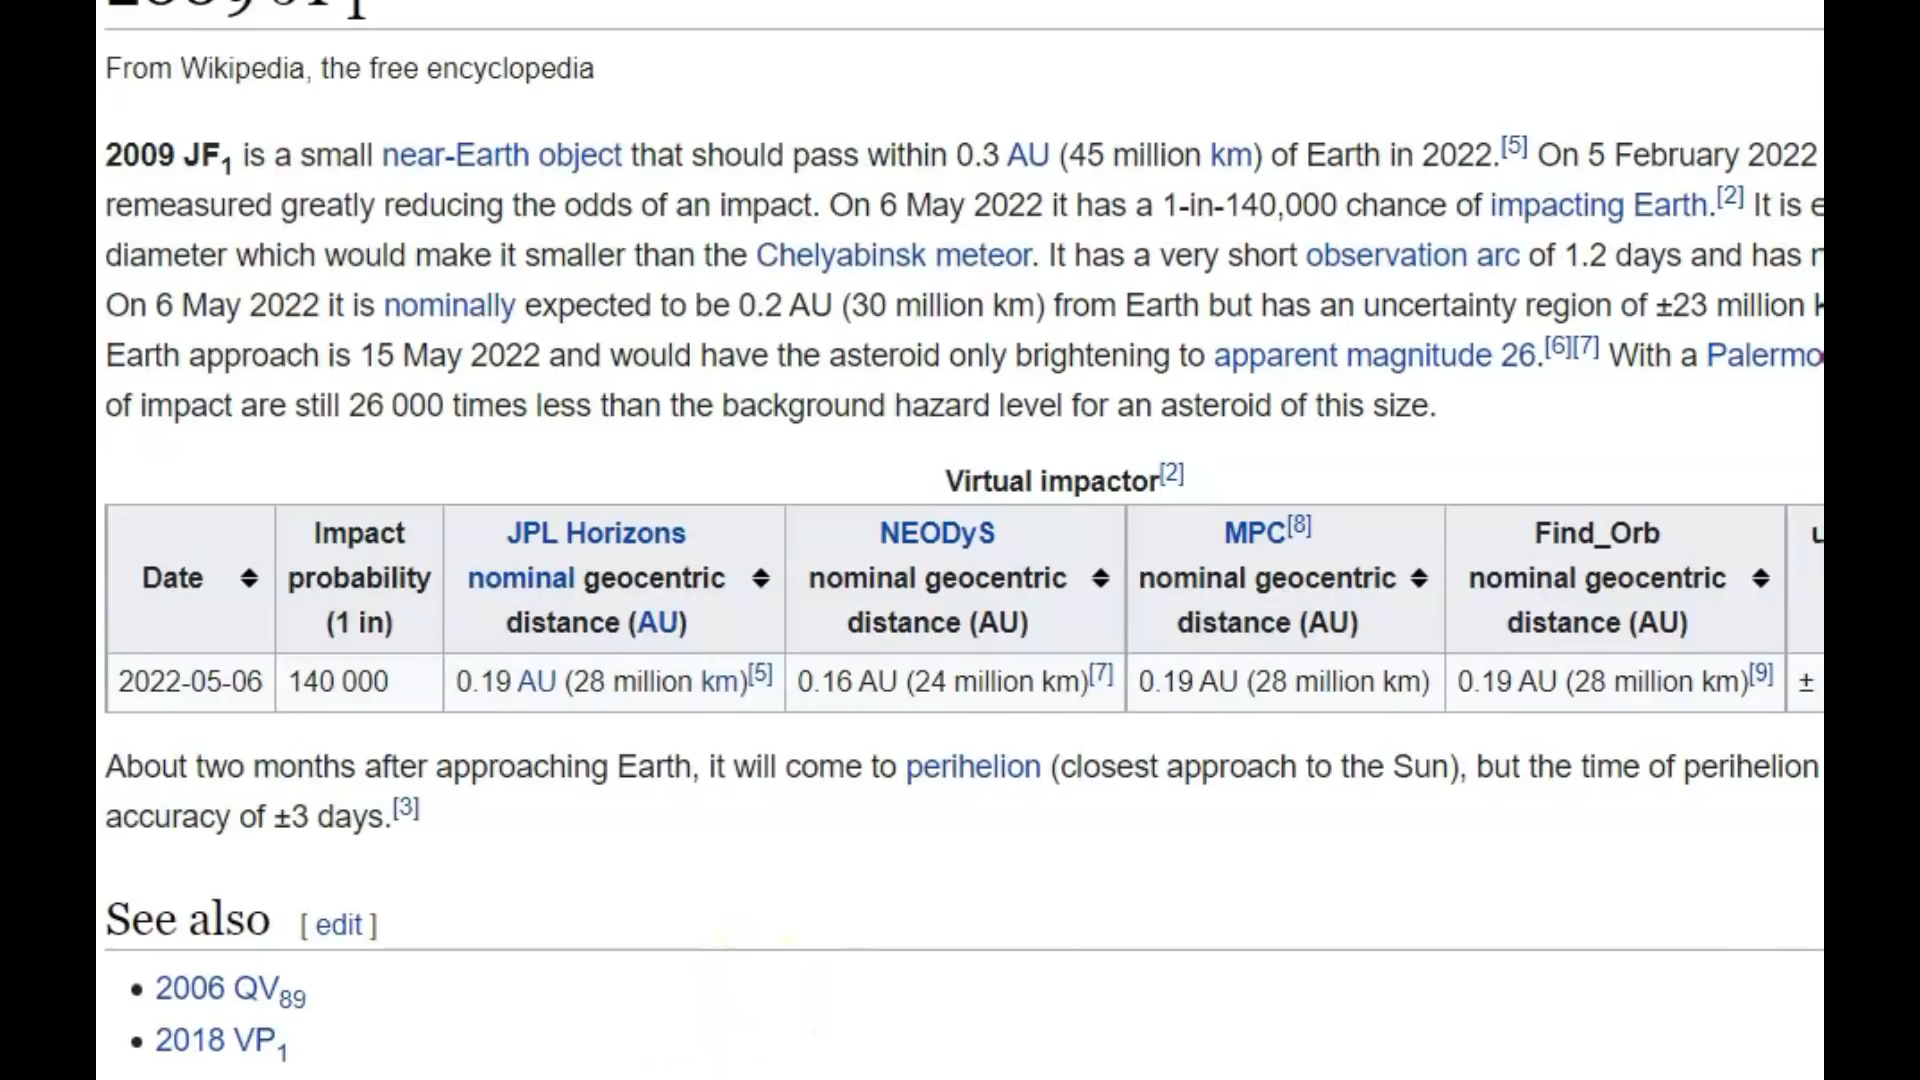 From Wikipedia, the free encyclopedia
2009 JF1 is a small near-Earth object that should pass within 0.3 AU (45 million km) of Earth in 2022.[5] On 5 February 2022
remeasured greatly reducing the odds of an impact. On 6 May 2022 it has a 1-in-140,000 chance of impacting Earth.[2] It is
diameter which would make it smaller than the Chelyabinsk meteor. It has a very short observation arc of 1.2 days and has
On 6 May 2022 it is nominally expected to be 0.2 AU (30 million km) from Earth but has an uncertainty region of ±23 million
Earth approach is 15 May 2022 and would have the asteroid only brightening to apparent magnitude 26.[6][7] With a Palermo
of impact are still 26 000 times less than the background hazard level for an asteroid of this size.
Virtual impactor[2]
Date
Impact
probability
(1 in)
JPL Horizons
nominal geocentric
distance (AU)
NEODyS
nominal geocentric
distance (AU)
MPC[8]
nominal geocentric
distance (AU)
Find_Orb
nominal geocentric
distance (AU)
2022-05-06 140 000 0.19 AU (28 million km)[5] 0.16 AU (24 million km)[7] 0.19 AU (28 million km) 0.19 AU (28 million km)[9] ±
About two months after approaching Earth, it will come to perihelion (closest approach to the Sun), but the time of perihelion
accuracy of ±3 days.[3]
See also [ edit ]
• 2006 QV89
• 2018 VP1